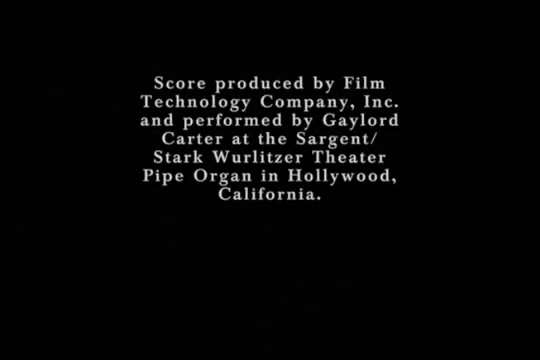 Score produced by Film
Technology Company, Inc.
and performed by Gaylord
Carter at the Sargent/
Stark Wurlitzer Theater
Pipe Organ in Hollywood,
California.